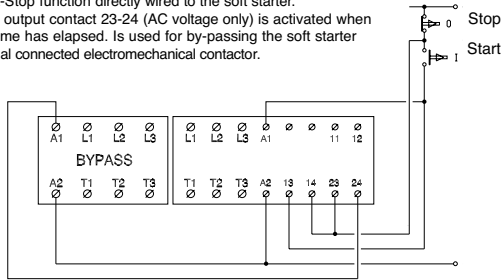 -Stop function directly wired to the soft starter.
output contact 23-24 (AC voltage only) is activated when
me has elapsed. Is used for by-passing the soft starter
al connected electromechanical contactor.
0 Stop
I Start
A1 L1 L2 L3
BYPASS
A2 T1 T2 T3
L1 L2 L3 A1 11 12
T1 T2 T3 A2 13 14 23 24